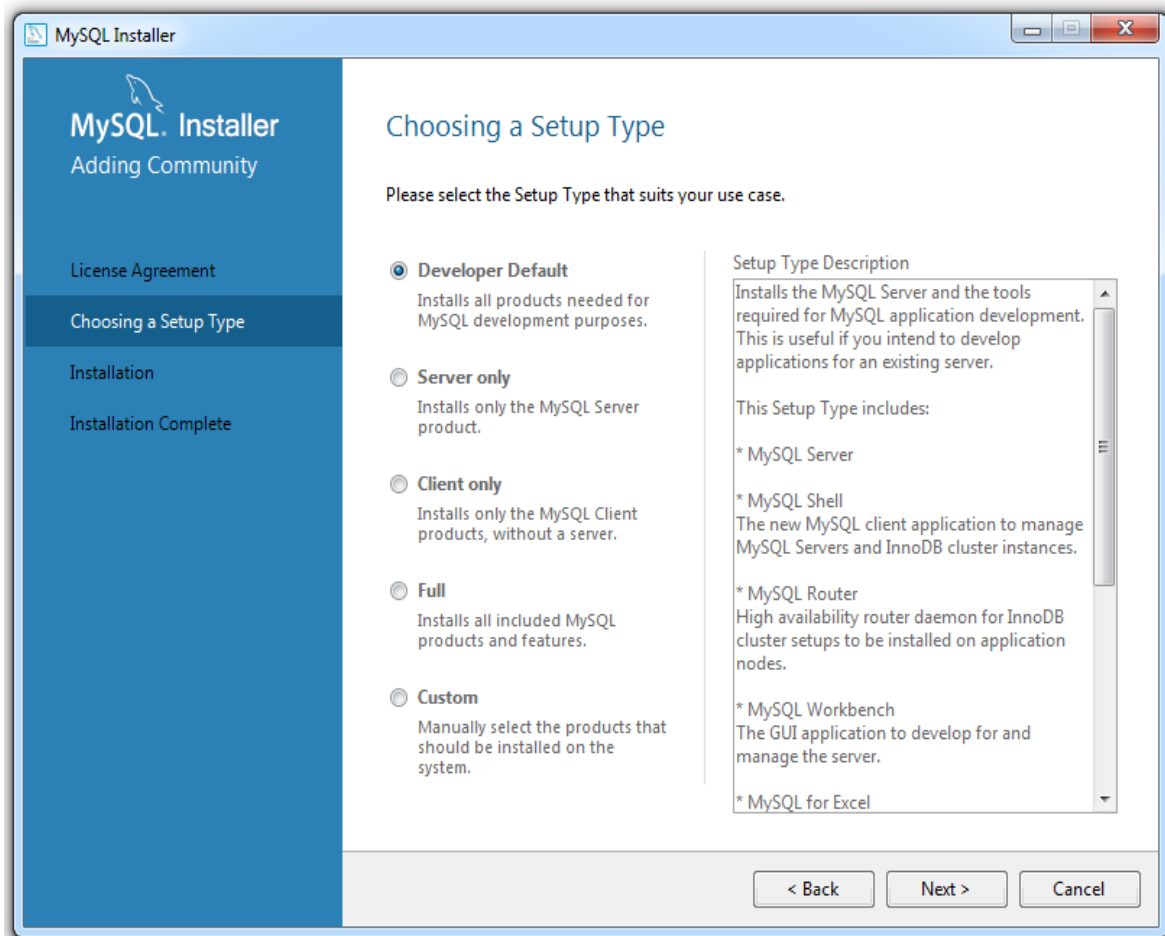 MySQL Installer
MySQL. Installer
Adding Community
License Agreement
Choosing a Setup Type
Installation
Installation Complete
Choosing a Setup Type
Please select the Setup Type that suits your use case.
Developer Default
Installs all products needed for
MySQL development purposes.
Server only
Installs only the MySQL Server
product.
Client only
Installs only the MySQL Client
products, without a server.
Full
Installs all included MySQL
products and features.
Custom
Manually select the products that
should be installed on the
system.
Setup Type Description
Installs the MySQL Server and the tools
required for MySQL application development.
This is useful if you intend to develop
applications for an existing server.
This Setup Type includes:
* MySQL Server
* MySQL Shell
The new MySQL client application to manage
MySQL Servers and InnoDB cluster instances.
* MySQL Router
High availability router daemon for InnoDB
cluster setups to be installed on application
nodes.
* MySQL Workbench
The GUI application to develop for and
manage the server.
* MySQL for Excel
< Back
Next >
Cancel